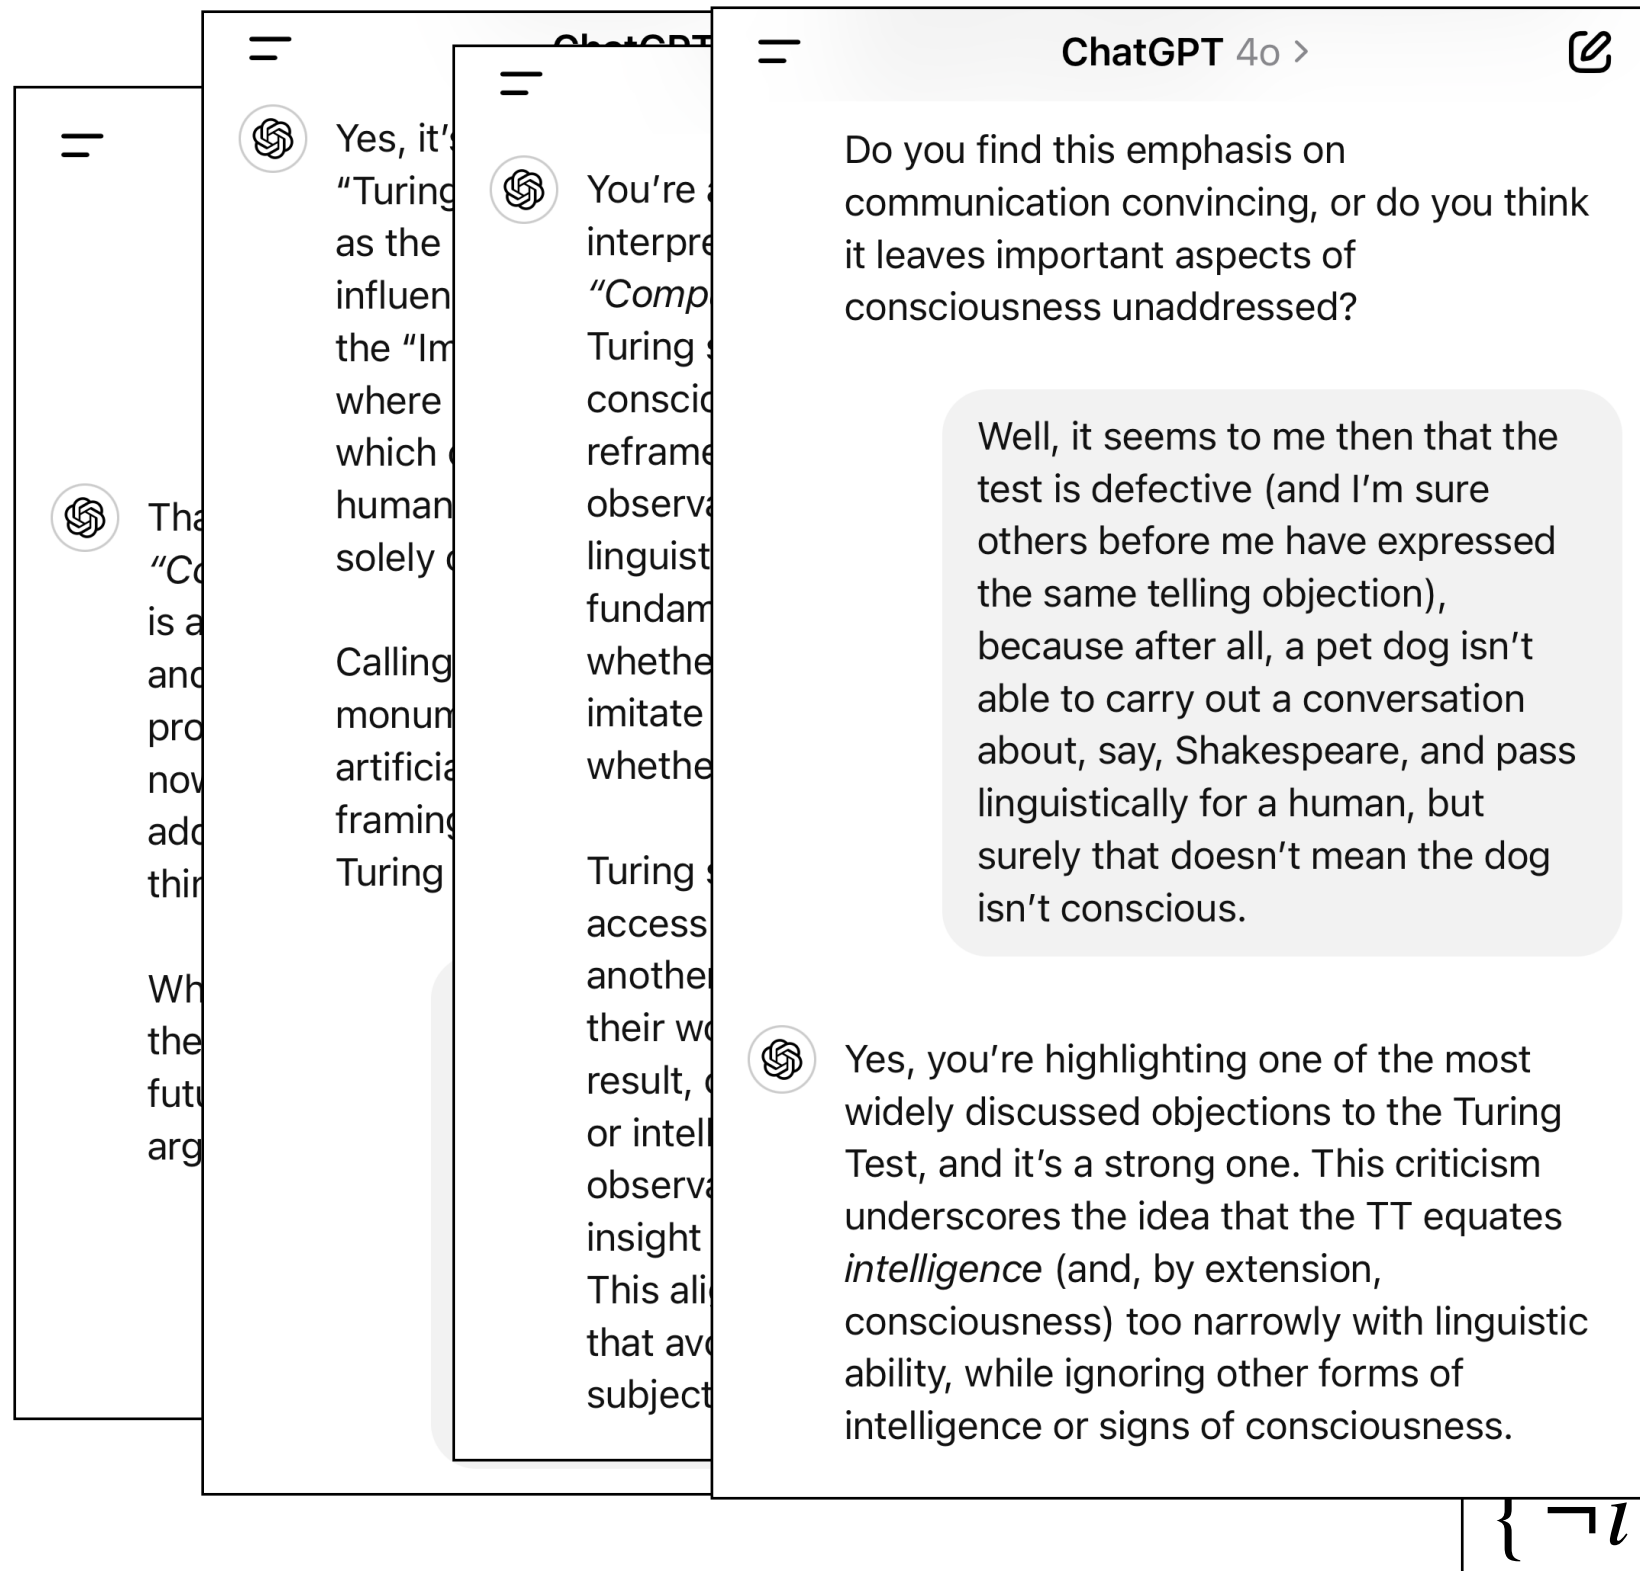 Tha
“Co
is a
and
pro
now
add
thin
Wh
the
futu
arg
ChatGPT
Yes, it’s
“Turing
as the
influen
the “Im
where
which
human
solely
Calling
monum
artificia
framing
Turing
You’re
interpre
“Comp
Turing
conscio
reframe
observa
linguist
fundam
whethe
imitate
whethe
Turing
access
another
their wo
result,
or intell
observa
insight
This ali
that avo
subject
ChatGPT 4o >
Do you find this emphasis on
communication convincing, or do you think
it leaves important aspects of
consciousness unaddressed?
Well, it seems to me then that the
test is defective (and I’m sure
others before me have expressed
the same telling objection),
because after all, a pet dog isn’t
able to carry out a conversation
about, say, Shakespeare, and pass
linguistically for a human, but
surely that doesn’t mean the dog
isn’t conscious.
Yes, you’re highlighting one of the most
widely discussed objections to the Turing
Test, and it’s a strong one. This criticism
underscores the idea that the TT equates
intelligence (and, by extension,
consciousness) too narrowly with linguistic
ability, while ignoring other forms of
intelligence or signs of consciousness.
{ ¬i